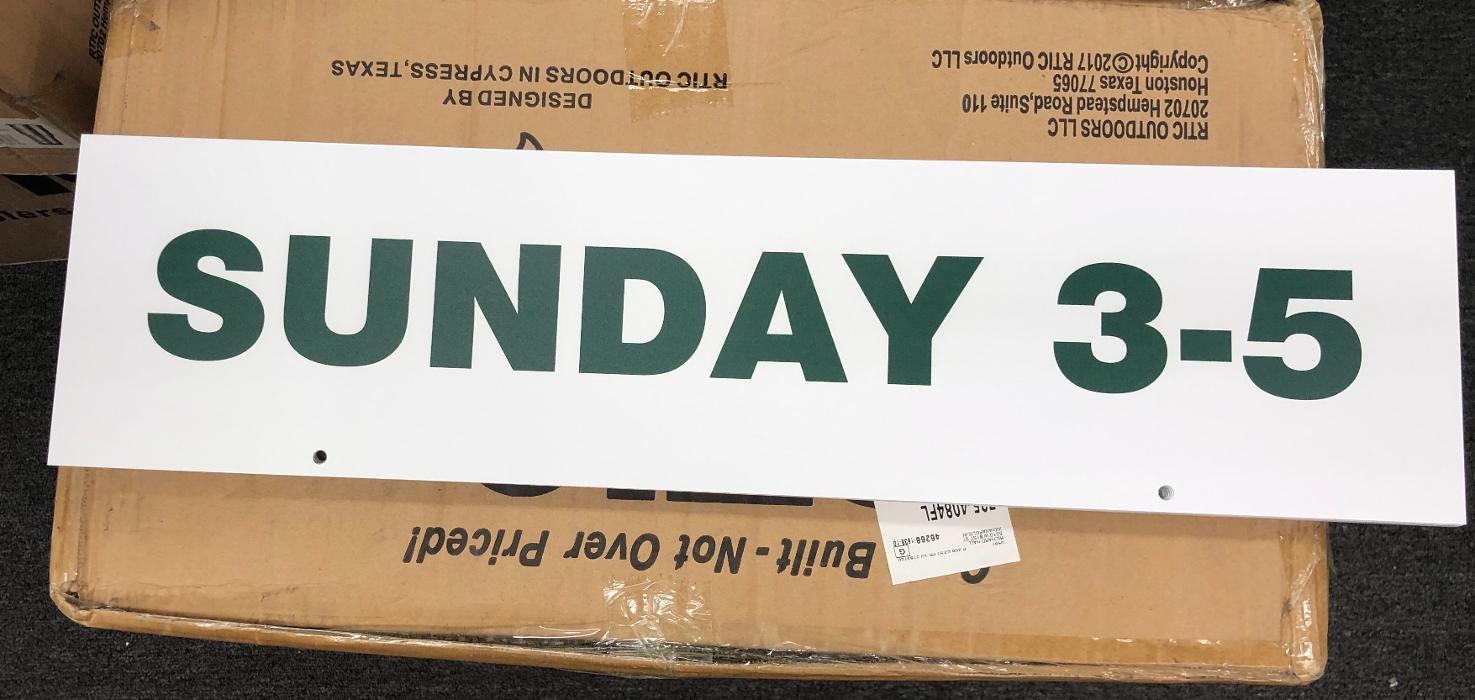 SUNDAY 3-5
RTIC OUTDOORS LLC
20702 Hempstead Road,Suite 110
Houston Texas 77065
Copyright©2017 RTIC Outdoors LLC
DESIGNED BY
RTIC OUTDOORS IN CYPRESS,TEXAS
Built - Not Over Priced!
46268
G